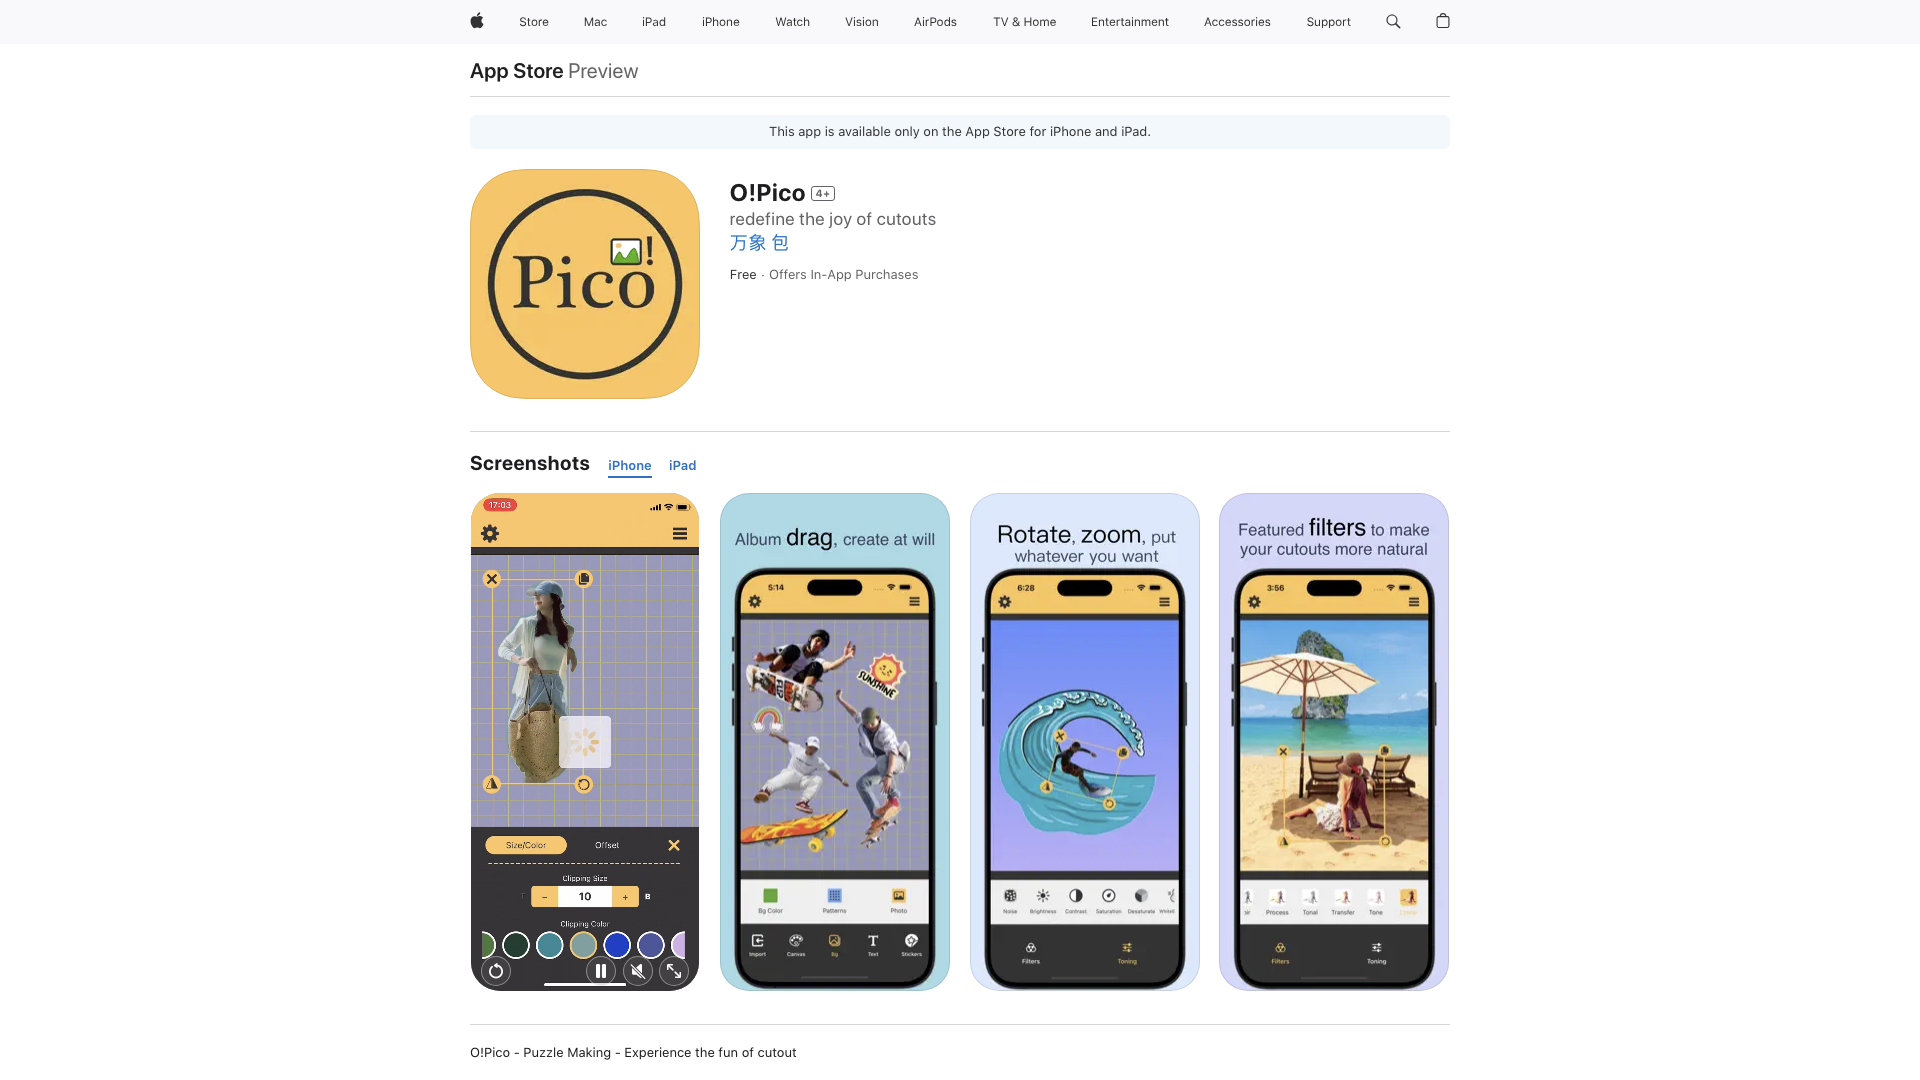 Store Mac iPad iPhone Watch Vision AirPods TV & Home Entertainment Accessories Support
App Store Preview
This app is available only on the App Store for iPhone and iPad.
Pico!
O!Pico 4+
redefine the joy of cutouts
万象 包
Free · Offers In-App Purchases
Screenshots iPhone iPad
17:03
Size/Color Offset
Clipping Size
− 10 + B
Clipping Color
Album drag, create at will
5:14
SUNSHINE
FLIP
Bg Color Patterns Photo
Import Canvas Bg Text Stickers
Rotate, zoom, put
whatever you want
6:28
Noise Brightness Contrast Saturation Desaturate
Filters Toning
Featured filters to make
your cutouts more natural
3:56
Process Tonal Transfer Tone
Filters Toning
O!Pico - Puzzle Making - Experience the fun of cutout